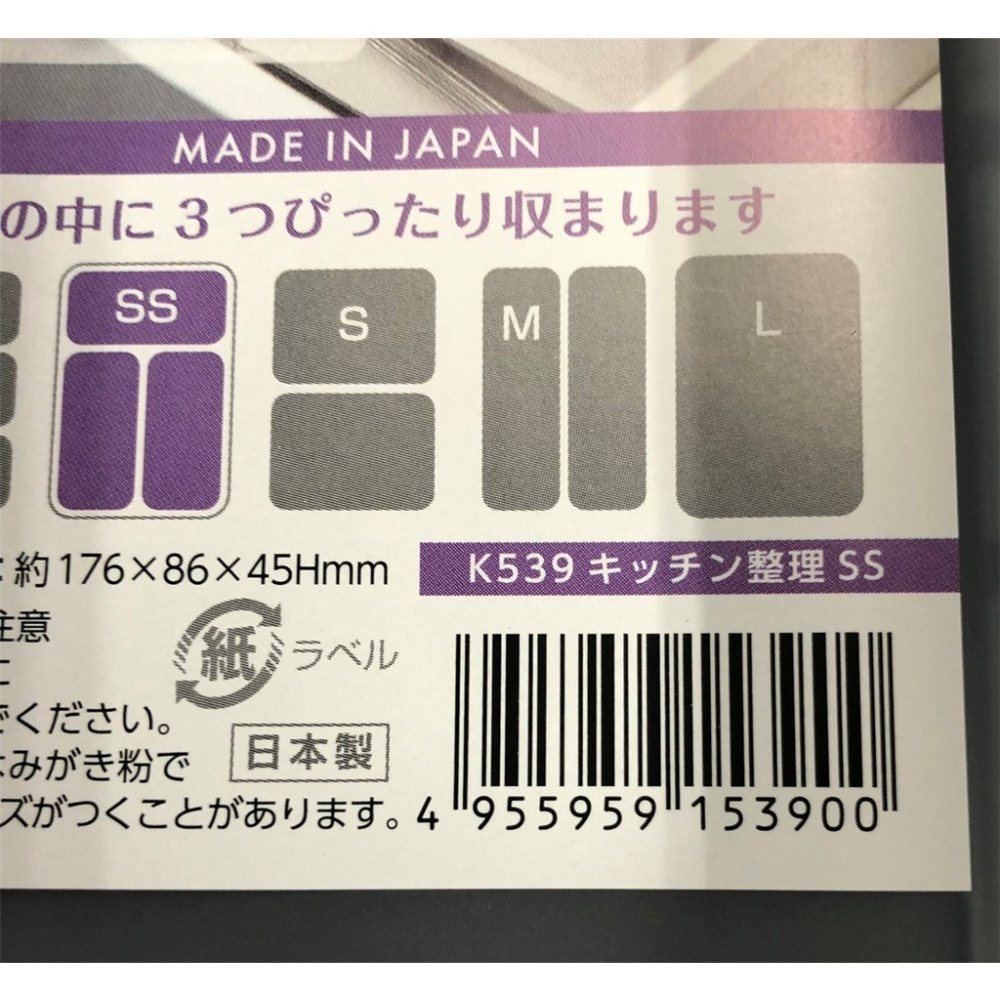 MADE IN JAPAN
の中に3つぴったり収まります
SS S M L
：約176×86×45Hmm
K539 キッチン整理 SS
注意
紙 ラベル
に
でください。
日本製
みがき粉で
ズがつくことがあります。
4 955959 153900